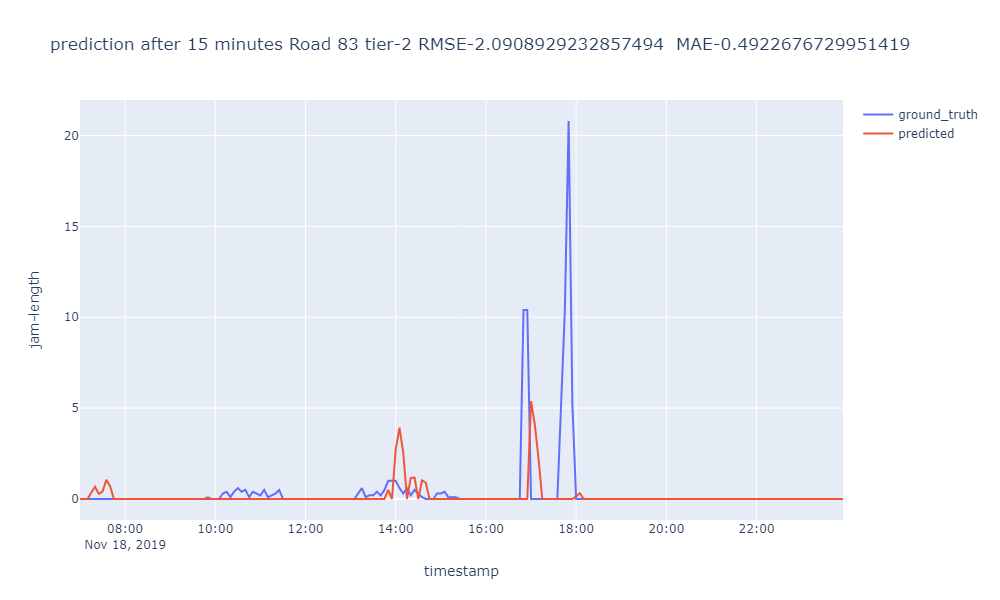 prediction after 15 minutes Road 83 tier-2 RMSE-2.0908929232857494  MAE-0.4922676729951419
ground_truth
predicted
20
15
10
5
0
jam-length
08:00 10:00 12:00 14:00 16:00 18:00 20:00 22:00
Nov 18, 2019
timestamp